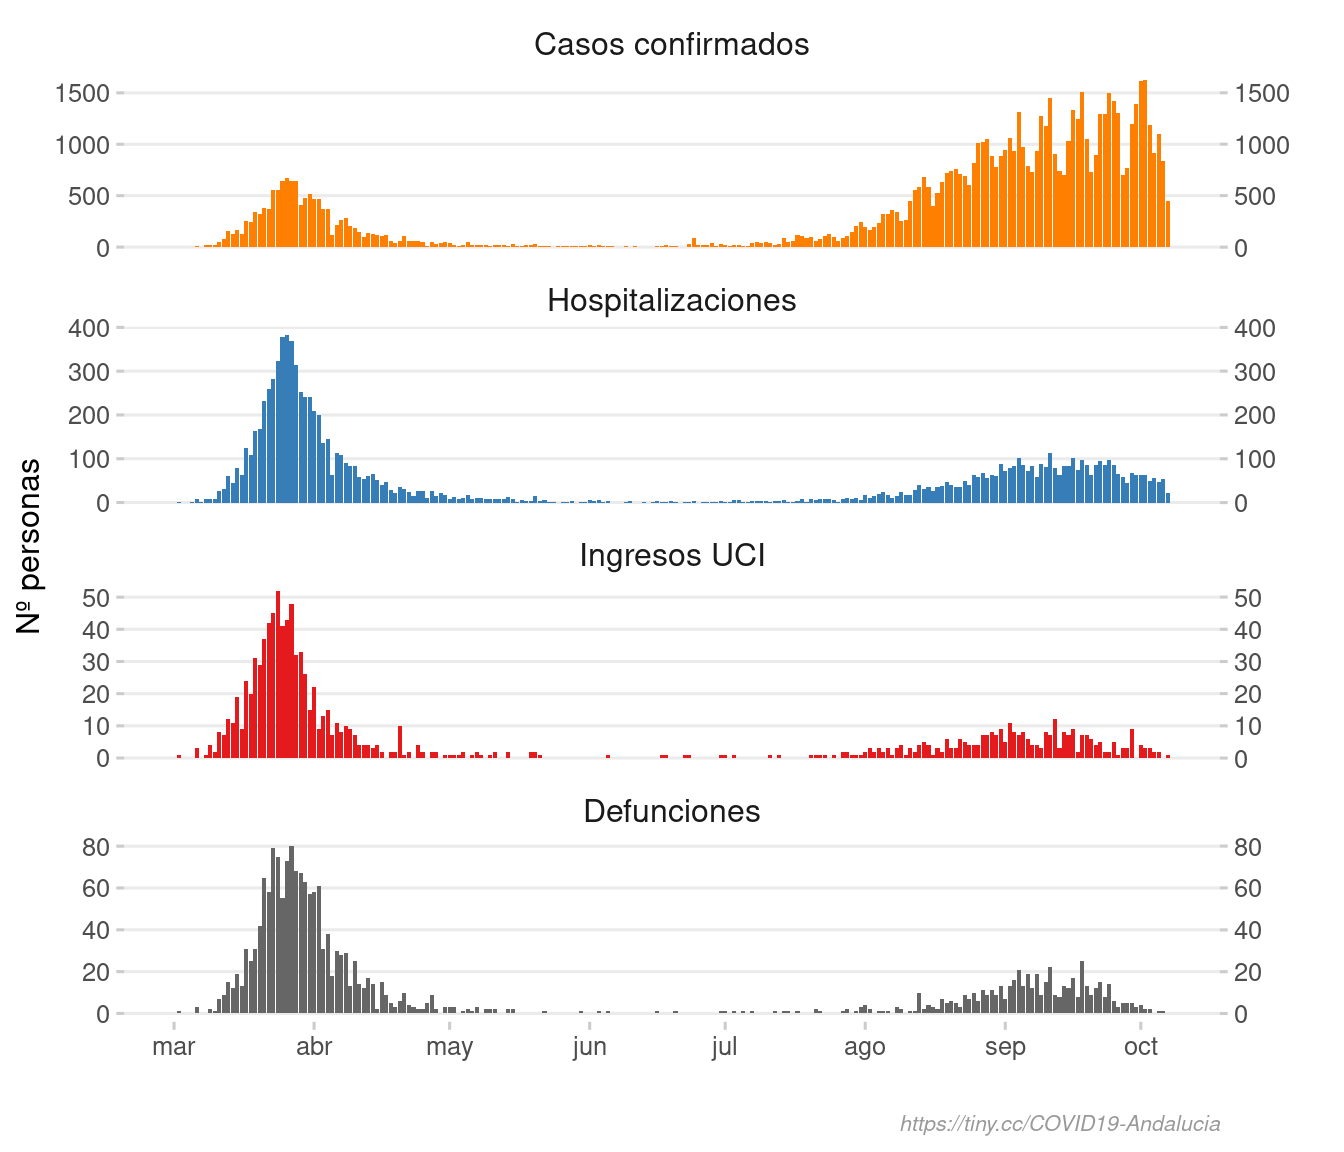 Casos confirmados
1500 1500
1000 1000
500 500
0 0
Hospitalizaciones
400 400
300 300
200 200
100 100
0 0
Nº personas
Ingresos UCI
50 50
40 40
30 30
20 20
10 10
0 0
Defunciones
80 80
60 60
40 40
20 20
0 0
mar abr may jun jul ago sep oct
https://tiny.cc/COVID19-Andalucia